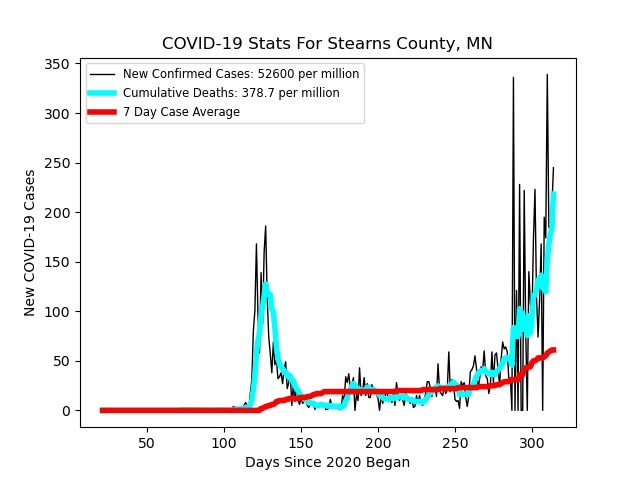 COVID-19 Stats For Stearns County, MN
New Confirmed Cases: 52600 per million
Cumulative Deaths: 378.7 per million
7 Day Case Average
New COVID-19 Cases
350
300
250
200
150
100
50
0
50 100 150 200 250 300
Days Since 2020 Began